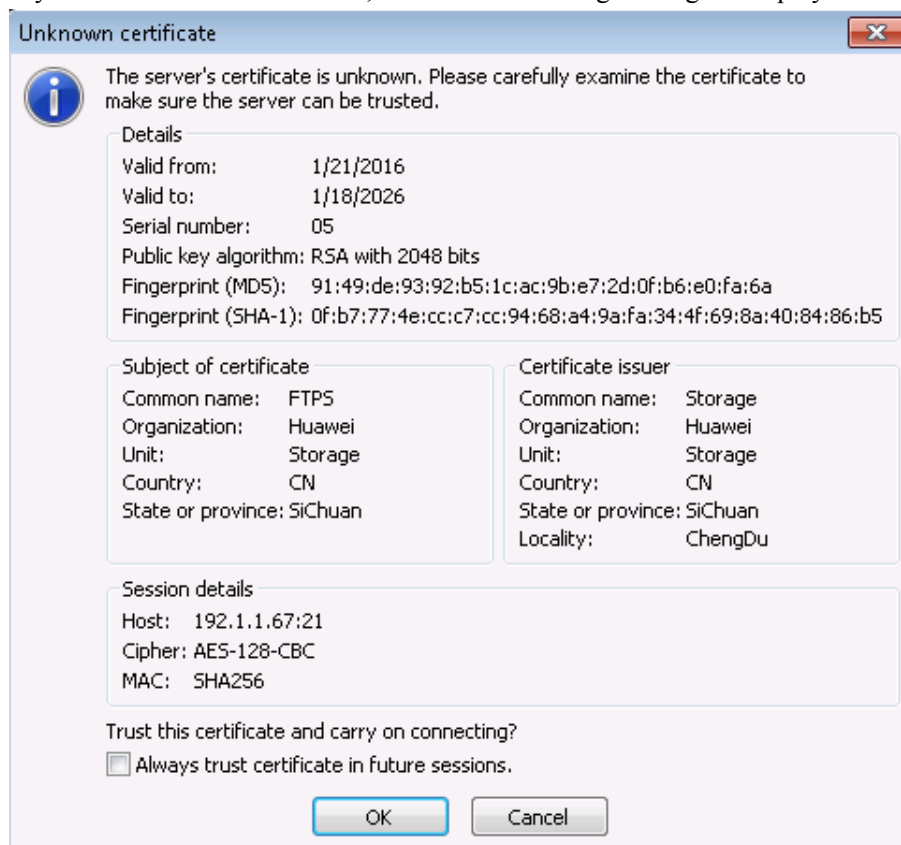 Unknown certificate
The server's certificate is unknown. Please carefully examine the certificate to
make sure the server can be trusted.
Details
Valid from: 1/21/2016
Valid to: 1/18/2026
Serial number: 05
Public key algorithm: RSA with 2048 bits
Fingerprint (MD5): 91:49:de:93:92:b5:1c:ac:9b:e7:2d:0f:b6:e0:fa:6a
Fingerprint (SHA-1): 0f:b7:77:4e:cc:c7:cc:94:68:a4:9a:fa:34:4f:69:8a:40:84:86:b5
Subject of certificate
Common name: FTPS
Organization: Huawei
Unit: Storage
Country: CN
State or province: SiChuan
Certificate issuer
Common name: Storage
Organization: Huawei
Unit: Storage
Country: CN
State or province: SiChuan
Locality: ChengDu
Session details
Host: 192.1.1.67:21
Cipher: AES-128-CBC
MAC: SHA256
Trust this certificate and carry on connecting?
Always trust certificate in future sessions.
OK
Cancel